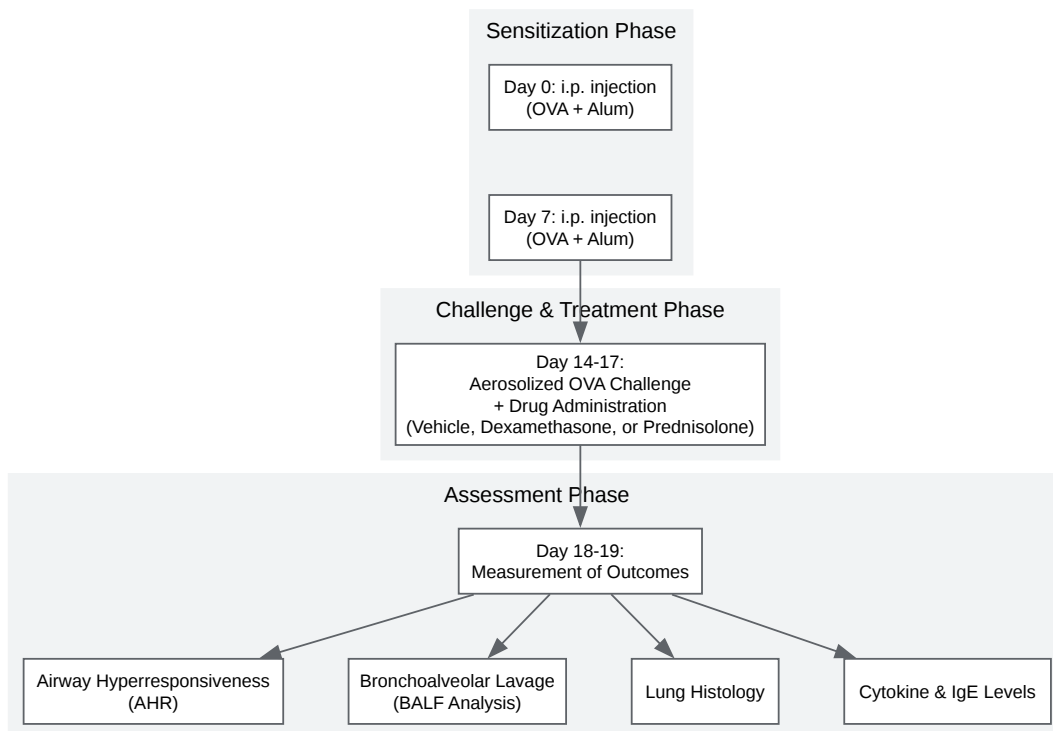 Sensitization Phase
Day 0: i.p. injection
(OVA + Alum)
Day 7: i.p. injection
(OVA + Alum)
Challenge & Treatment Phase
Day 14-17:
Aerosolized OVA Challenge
+ Drug Administration
(Vehicle, Dexamethasone, or Prednisolone)
Assessment Phase
Day 18-19:
Measurement of Outcomes
Airway Hyperresponsiveness
(AHR)
Bronchoalveolar Lavage
(BALF Analysis)
Lung Histology
Cytokine & IgE Levels